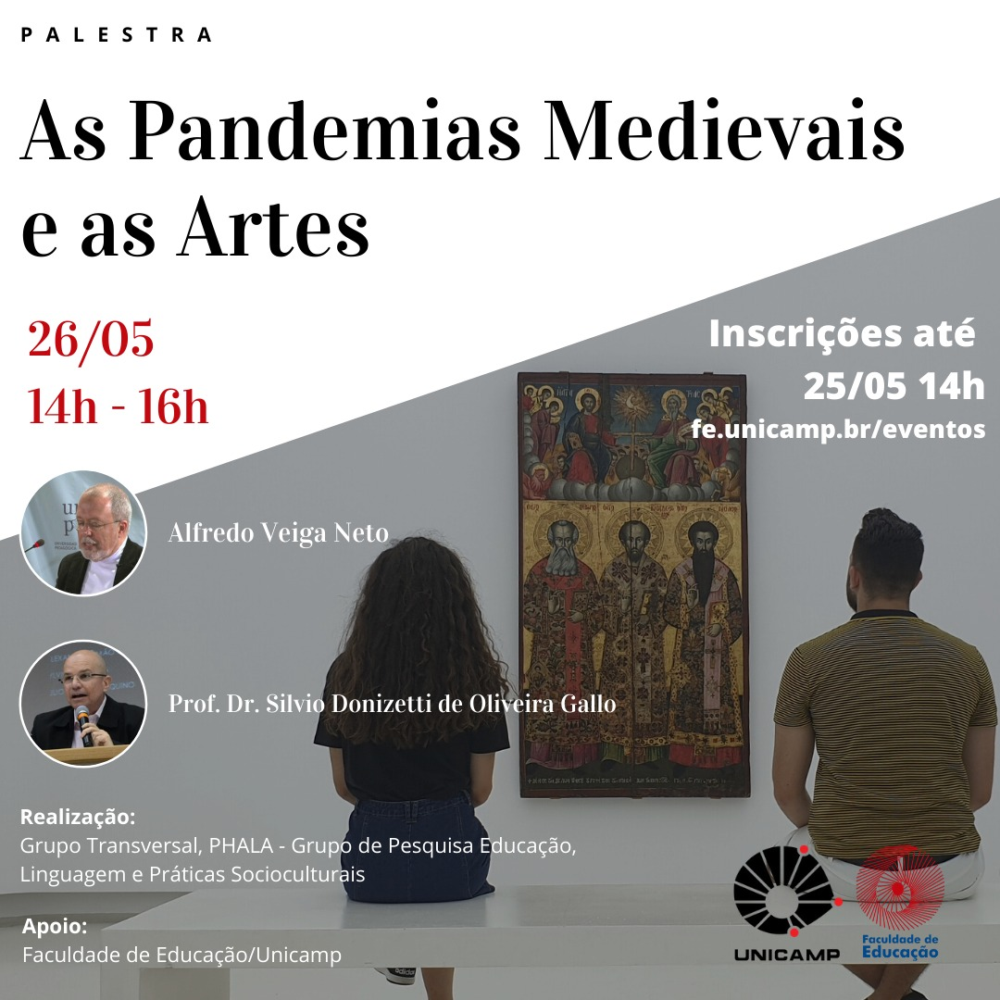 PALESTRA
As Pandemias Medievais
e as Artes
26/05
14h - 16h
Inscrições até
25/05 14h
fe.unicamp.br/eventos
Alfredo Veiga Neto
Prof. Dr. Silvio Donizetti de Oliveira Gallo
Realização:
Grupo Transversal, PHALA - Grupo de Pesquisa Educação,
Linguagem e Práticas Socioculturais
Apoio:
Faculdade de Educação/Unicamp
UNICAMP
Faculdade de
Educação
adidas